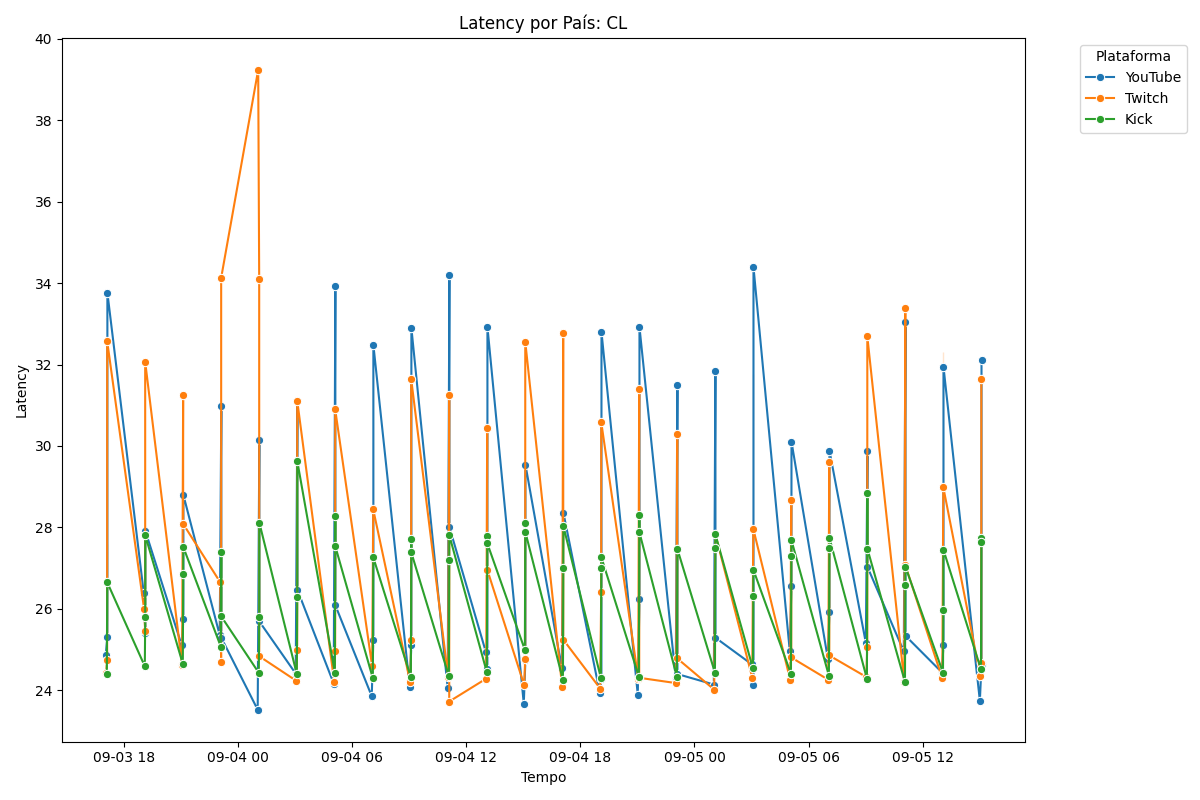 Latency por País: CL
Plataforma
YouTube
Twitch
Kick
Latency
40
38
36
34
32
30
28
26
24
09-03 18
09-04 00
09-04 06
09-04 12
09-04 18
09-05 00
09-05 06
09-05 12
Tempo